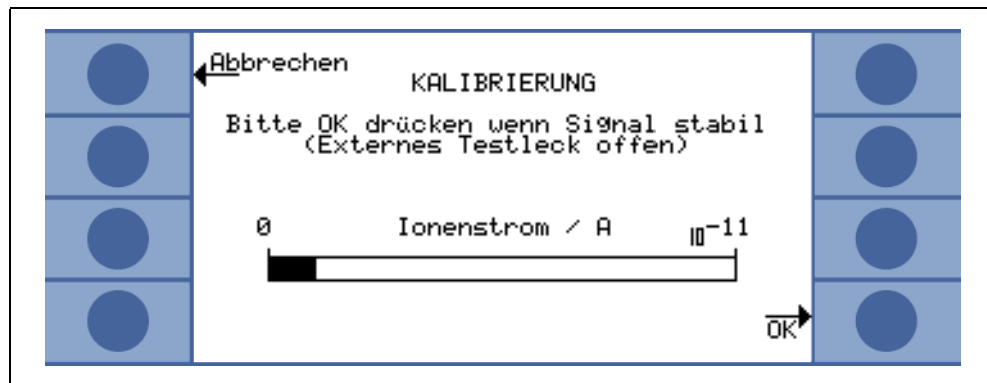 Abbrechen
KALIBRIERUNG
Bitte OK drücken wenn Signal stabil
(Externes Testleck offen)
0 Ionenstrom / A 10-11
OK